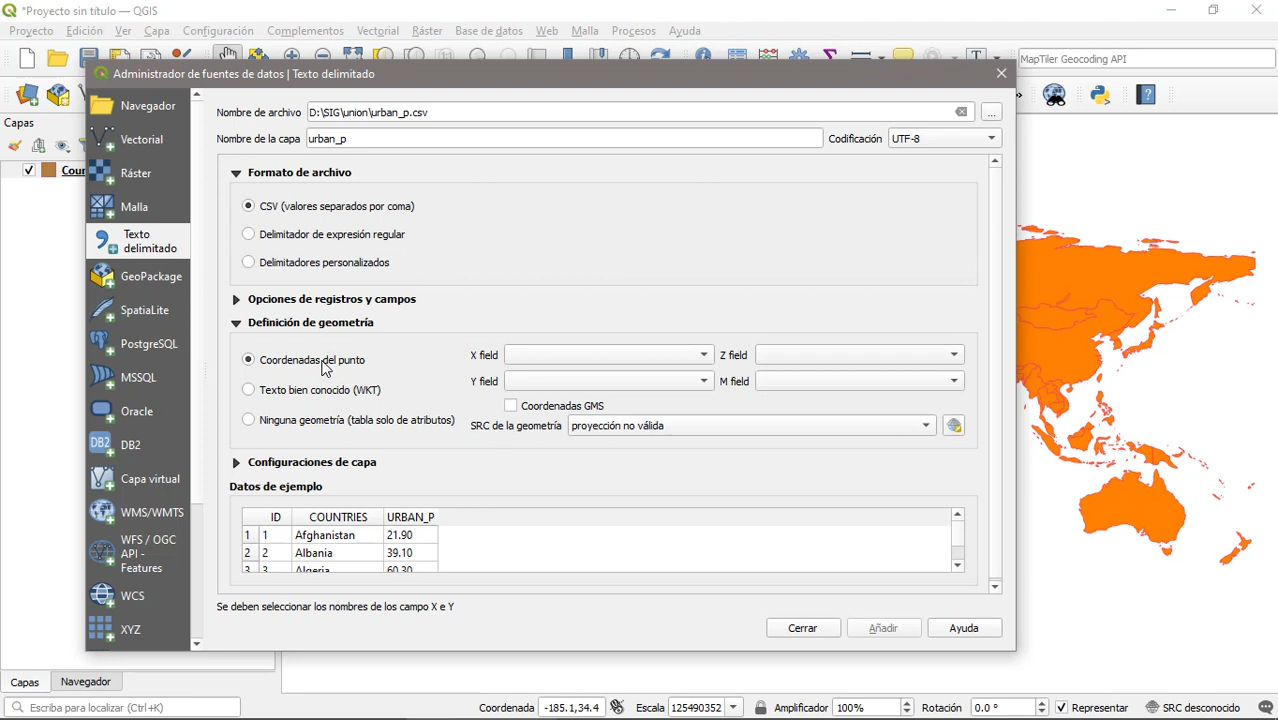 *Proyecto sin título — QGIS
Proyecto Edición Ver Capa Configuración Complementos Vectorial Ráster Base de datos Web Malla Procesos Ayuda
MapTiler Geocoding API
Administrador de fuentes de datos | Texto delimitado
Capas
Coun
Navegador
Vectorial
Ráster
Malla
Texto
delimitado
GeoPackage
SpatiaLite
PostgreSQL
MSSQL
Oracle
DB2
DB2
Capa virtual
WMS/WMTS
WFS / OGC
API -
Features
WCS
XYZ
Nombre de archivo D:\SIG\union\urban_p.csv
...
Nombre de la capa urban_p Codificación UTF-8
Formato de archivo
CSV (valores separados por coma)
Delimitador de expresión regular
Delimitadores personalizados
Opciones de registros y campos
Definición de geometría
Coordenadas del punto X field Z field
Y field M field
Texto bien conocido (WKT)
Coordenadas GMS
Ninguna geometría (tabla solo de atributos) SRC de la geometría proyección no válida
Configuraciones de capa
Datos de ejemplo
ID COUNTRIES URBAN_P
1 1 Afghanistan 21.90
2 2 Albania 39.10
3 3 Algeria 60.30
Se deben seleccionar los nombres de los campo X e Y
Cerrar Añadir Ayuda
Capas Navegador
Escriba para localizar (Ctrl+K) Coordenada -185.1,34.4 Escala 125490352 Amplificador 100% Rotación 0.0 ° Representar SRC desconocido